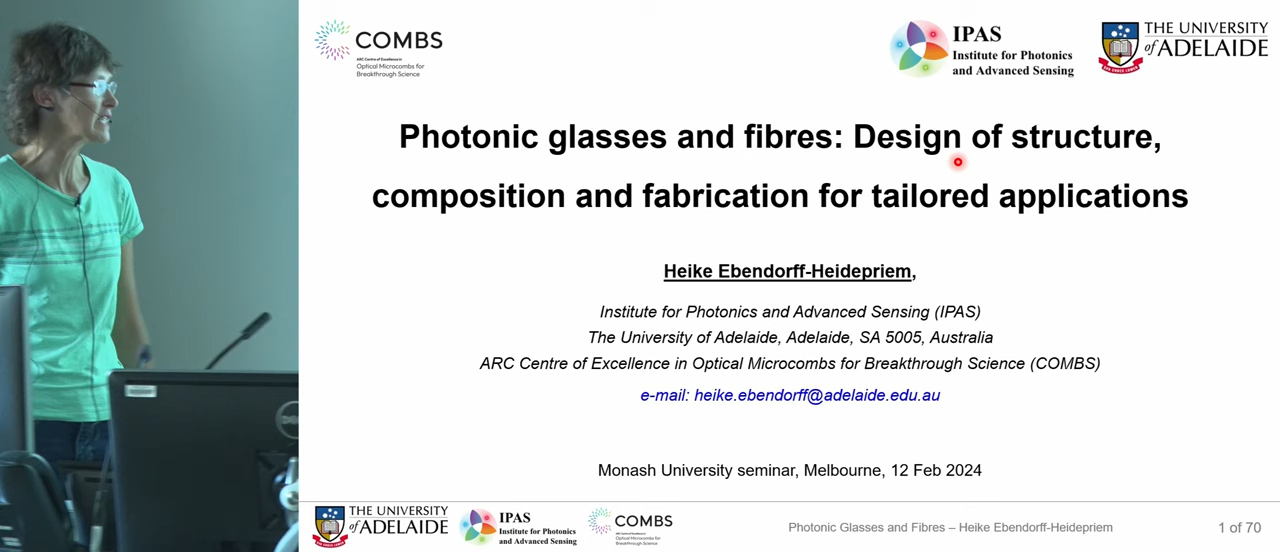 COMBS
ARC Centre of Excellence in
Optical Microcombs for
Breakthrough Science
IPAS
Institute for Photonics
and Advanced Sensing
THE UNIVERSITY
of ADELAIDE
Photonic glasses and fibres: Design of structure,
composition and fabrication for tailored applications
Heike Ebendorff-Heidepriem,
Institute for Photonics and Advanced Sensing (IPAS)
The University of Adelaide, Adelaide, SA 5005, Australia
ARC Centre of Excellence in Optical Microcombs for Breakthrough Science (COMBS)
e-mail: heike.ebendorff@adelaide.edu.au
Monash University seminar, Melbourne, 12 Feb 2024
THE UNIVERSITY
of ADELAIDE
IPAS
Institute for Photonics
and Advanced Sensing
COMBS
ARC Centre of Excellence in
Optical Microcombs for
Breakthrough Science
Photonic Glasses and Fibres – Heike Ebendorff-Heidepriem
1 of 70